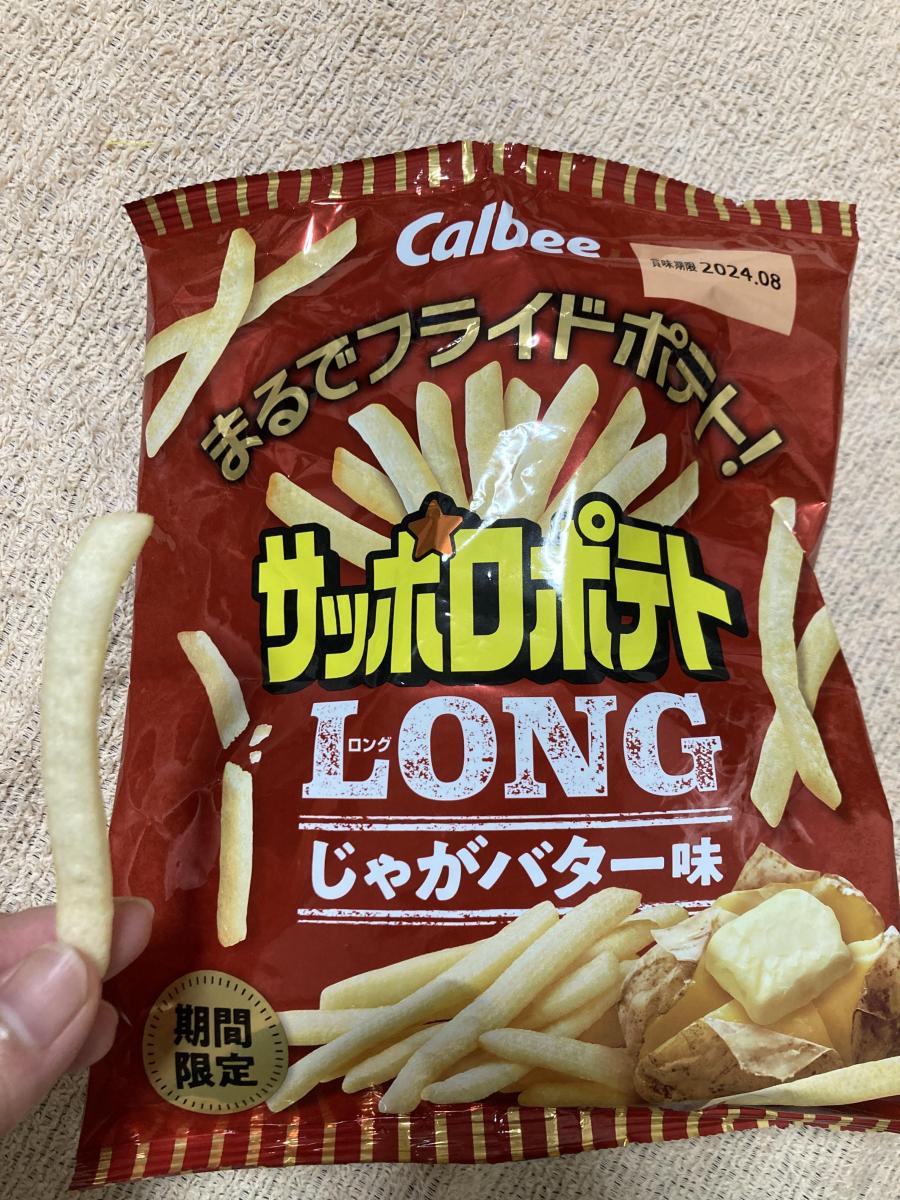 Calbee
賞味期限 2024.08
まるでフライドポテト!
サッポロポテト
LONG
ロング
じゃがバター味
期間
限定